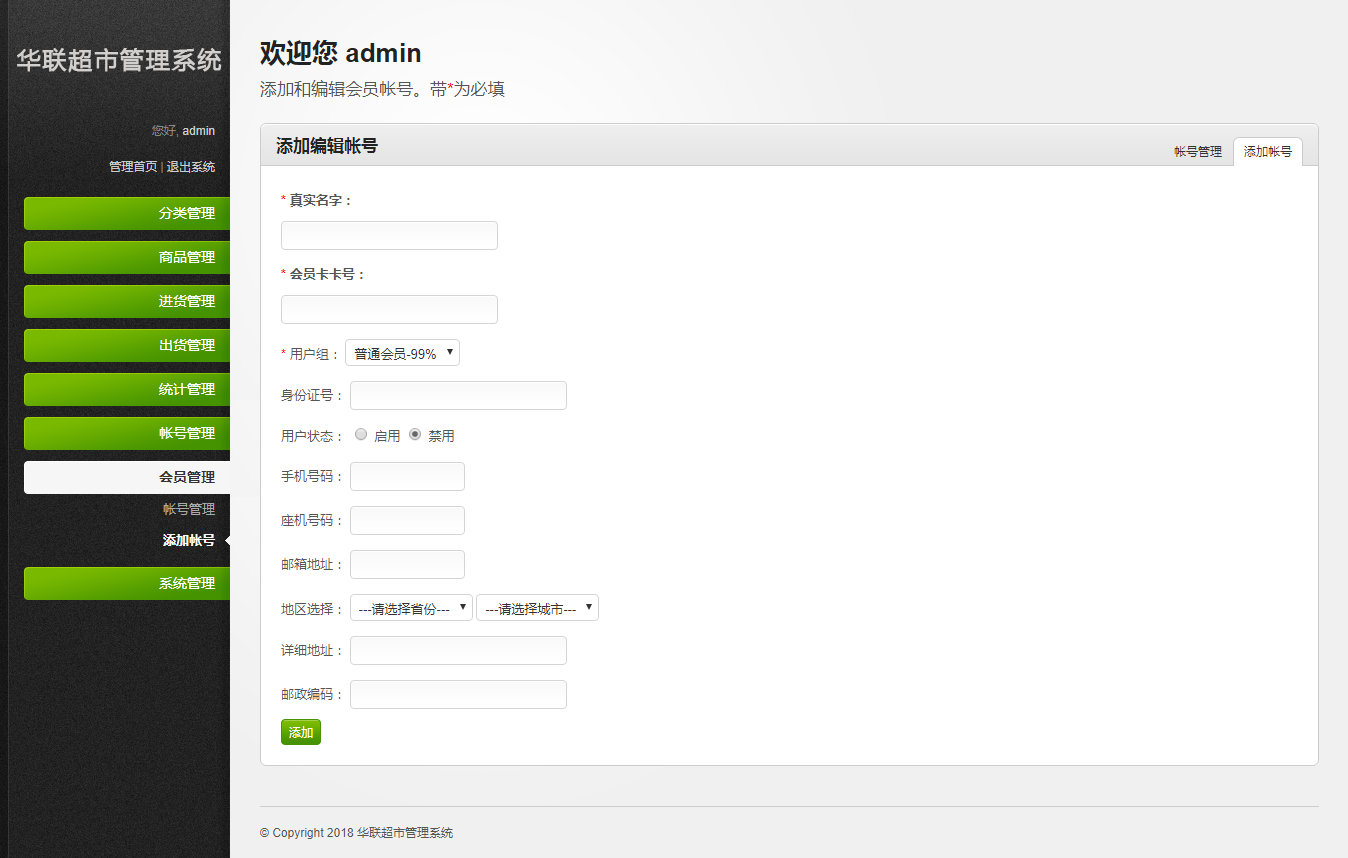 华联超市管理系统
您好, admin
管理首页 | 退出系统
分类管理
商品管理
进货管理
出货管理
统计管理
帐号管理
会员管理
帐号管理
添加帐号
系统管理
欢迎您 admin
添加和编辑会员帐号。带*为必填
添加编辑帐号
帐号管理 添加帐号
* 真实名字：
* 会员卡卡号：
* 用户组： 普通会员-99%
身份证号：
用户状态： 启用 禁用
手机号码：
座机号码：
邮箱地址：
地区选择： ---请选择省份--- ---请选择城市---
详细地址：
邮政编码：
添加
© Copyright 2018 华联超市管理系统